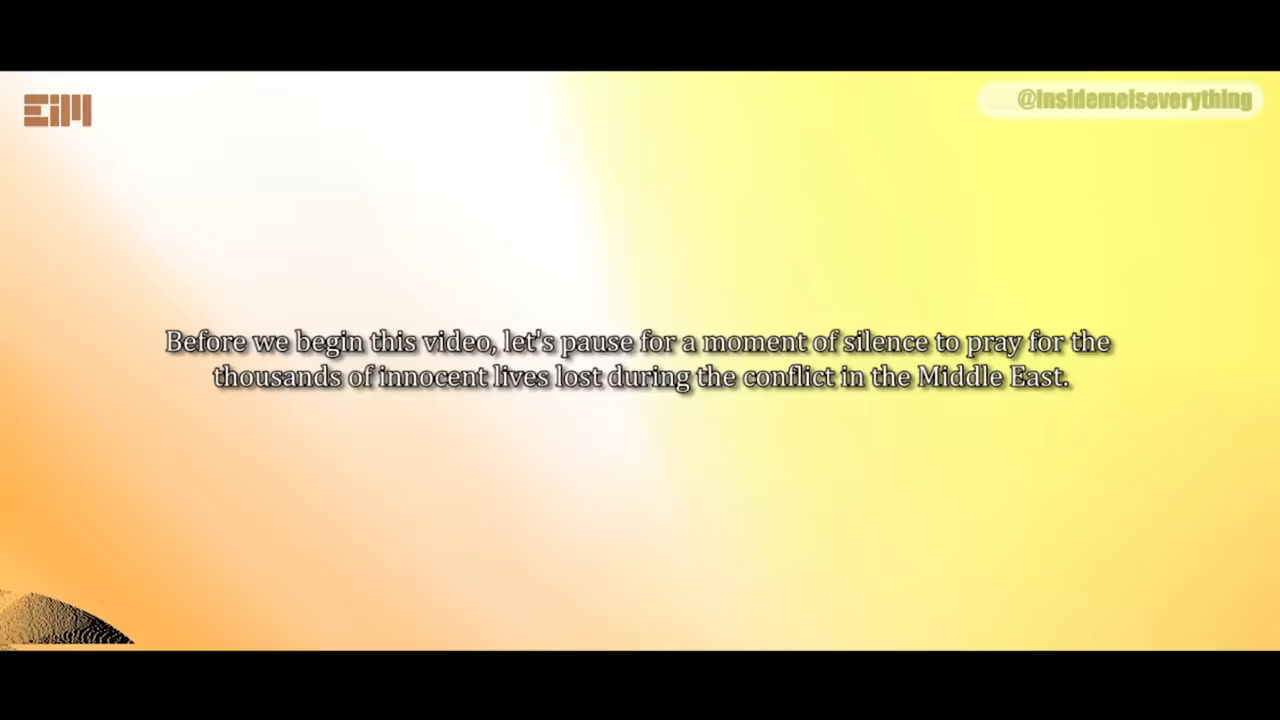 EiM
@insidemeiseverything
Before we begin this video, let's pause for a moment of silence to pray for the
thousands of innocent lives lost during the conflict in the Middle East.